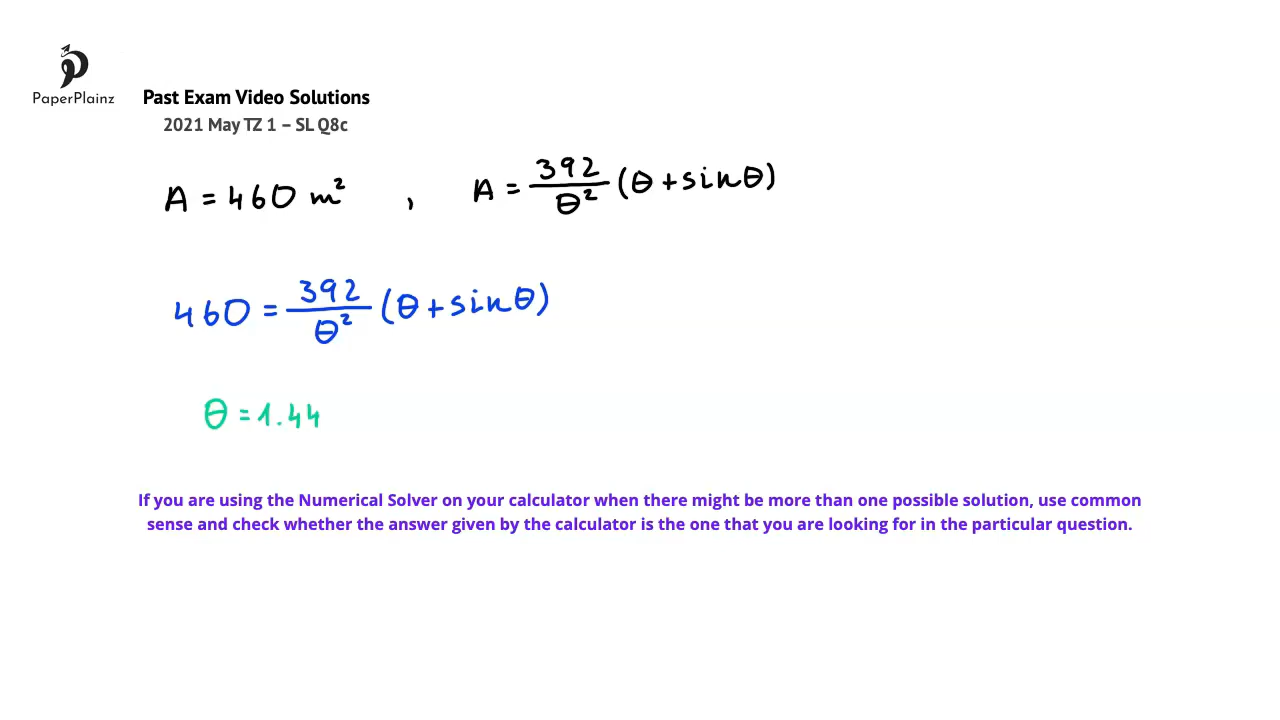 PaperPlainz
Past Exam Video Solutions
2021 May TZ 1 – SL Q8c
A = 460 m² , A = 392/θ² (θ + sinθ)
460 = 392/θ² (θ + sinθ)
θ = 1.44
If you are using the Numerical Solver on your calculator when there might be more than one possible solution, use common
sense and check whether the answer given by the calculator is the one that you are looking for in the particular question.